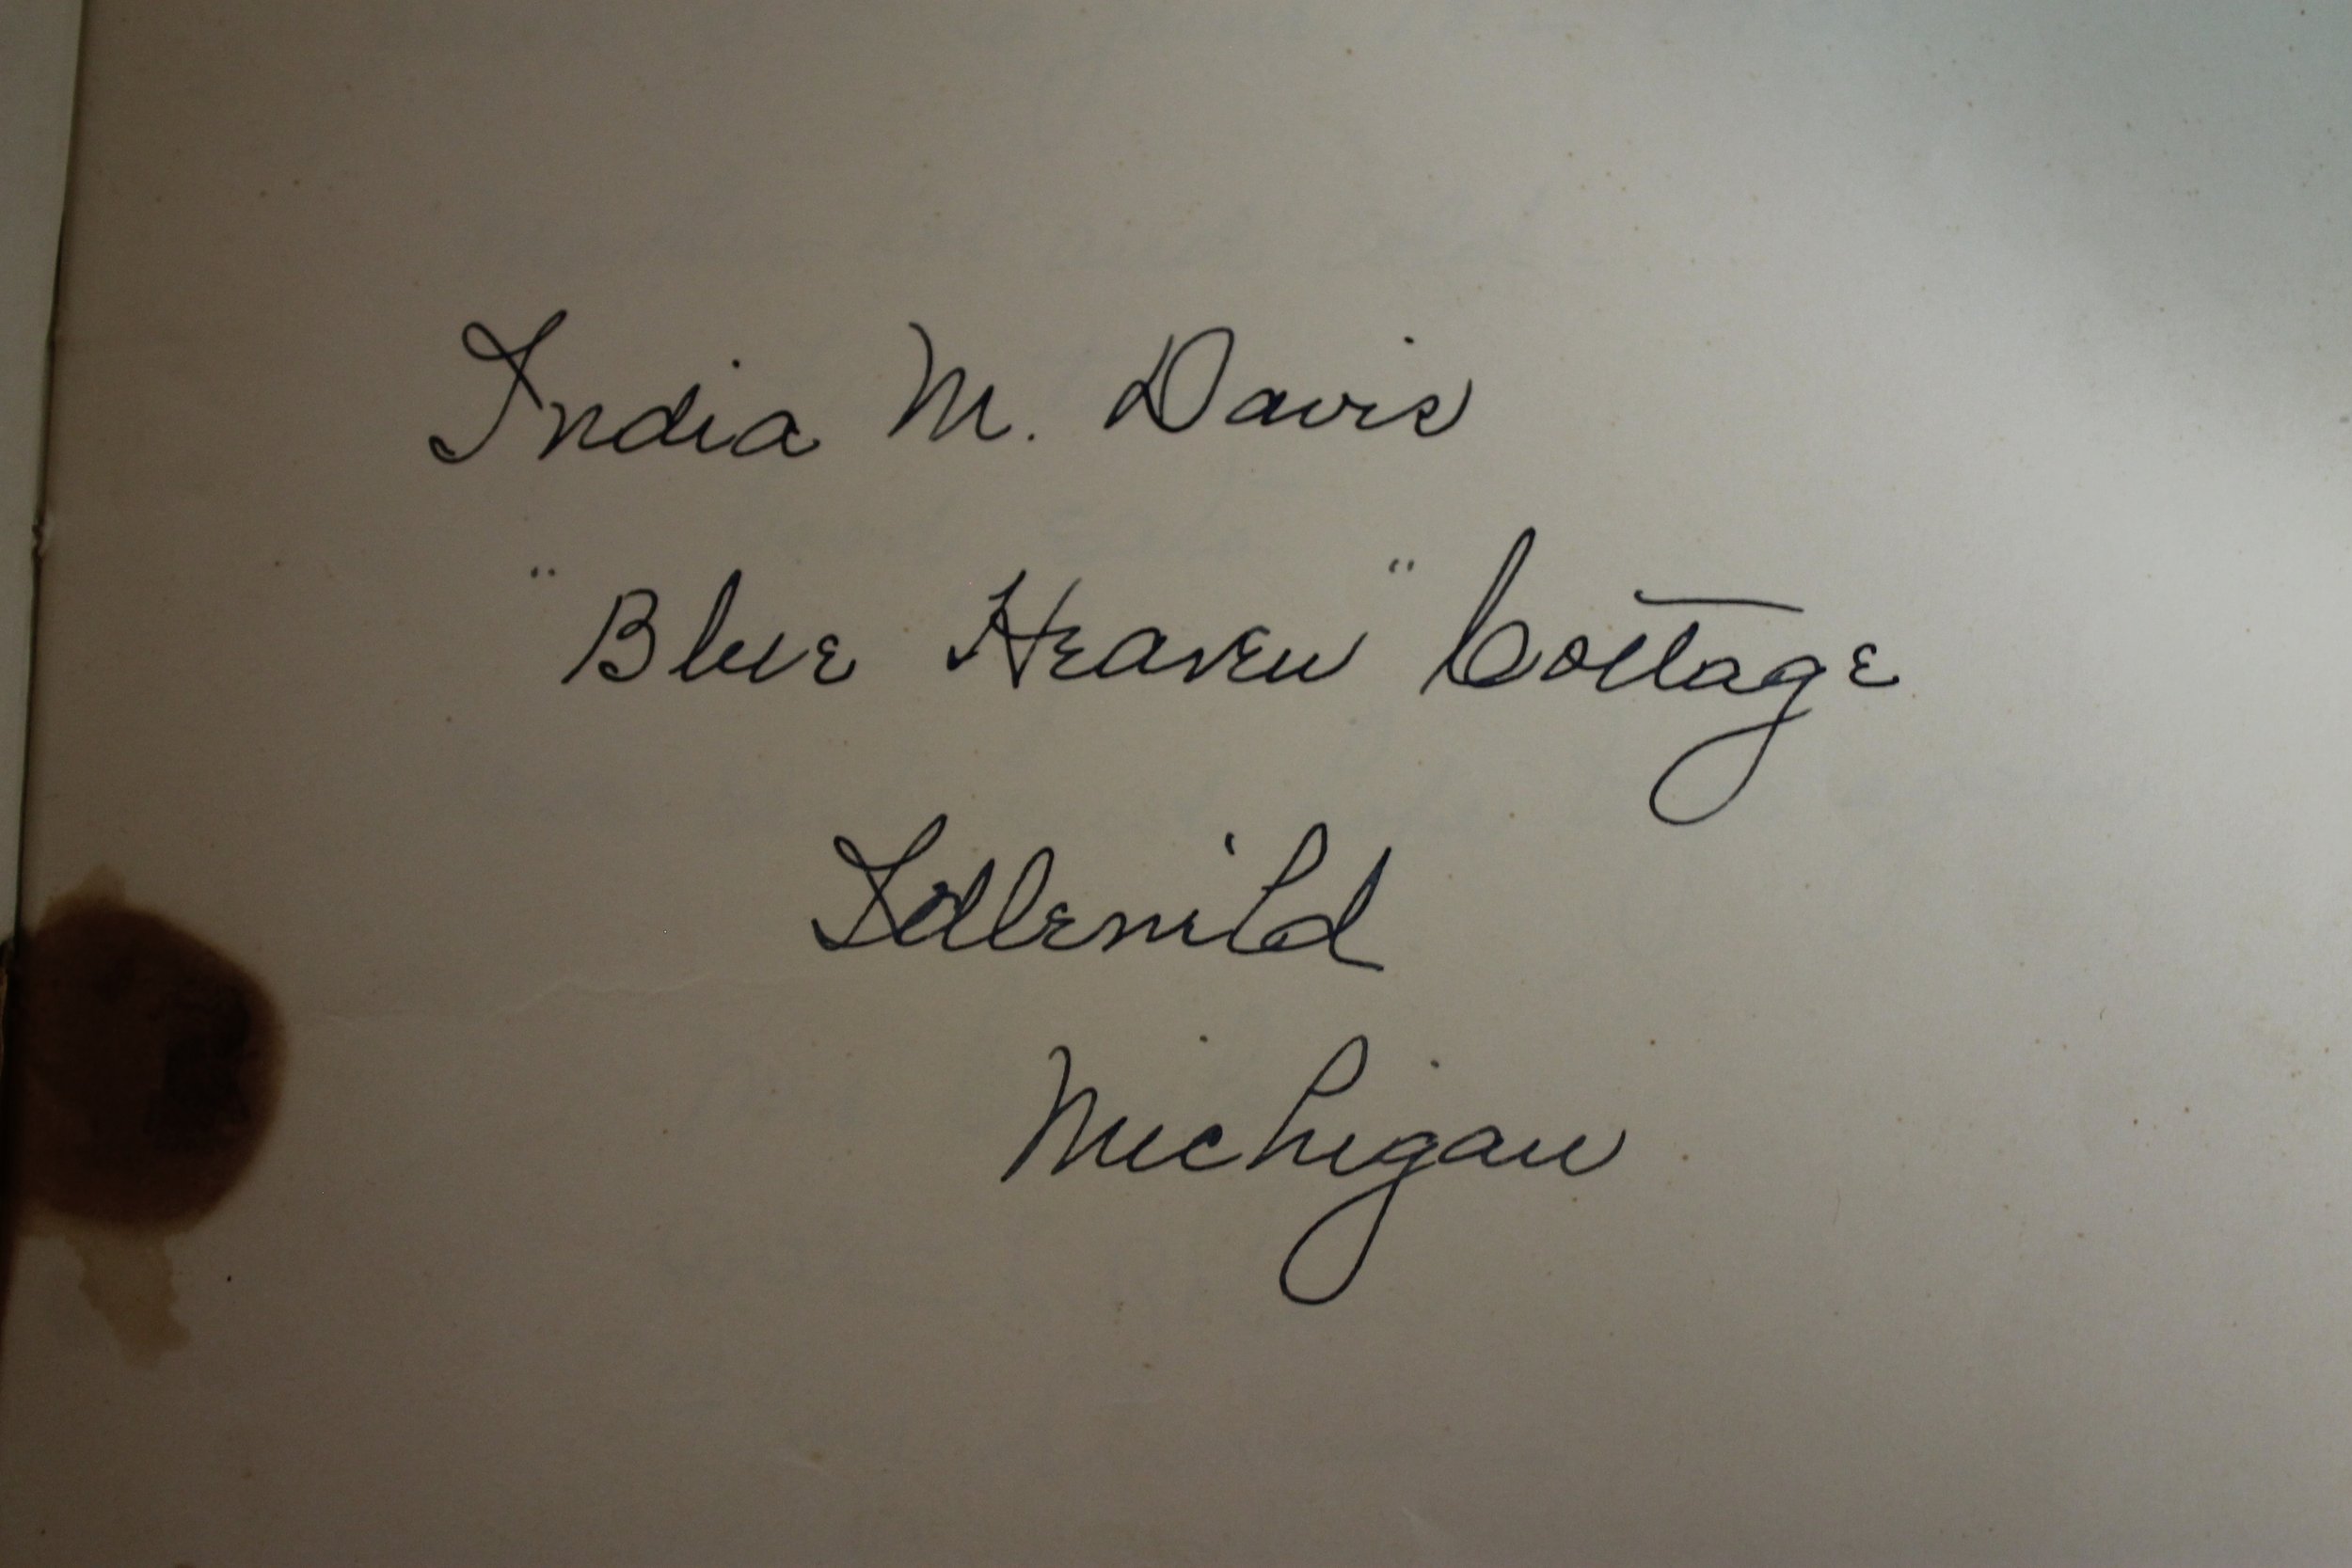 India M. Davis
"Blue Heaven" Cottage
Idlewild
Michigan